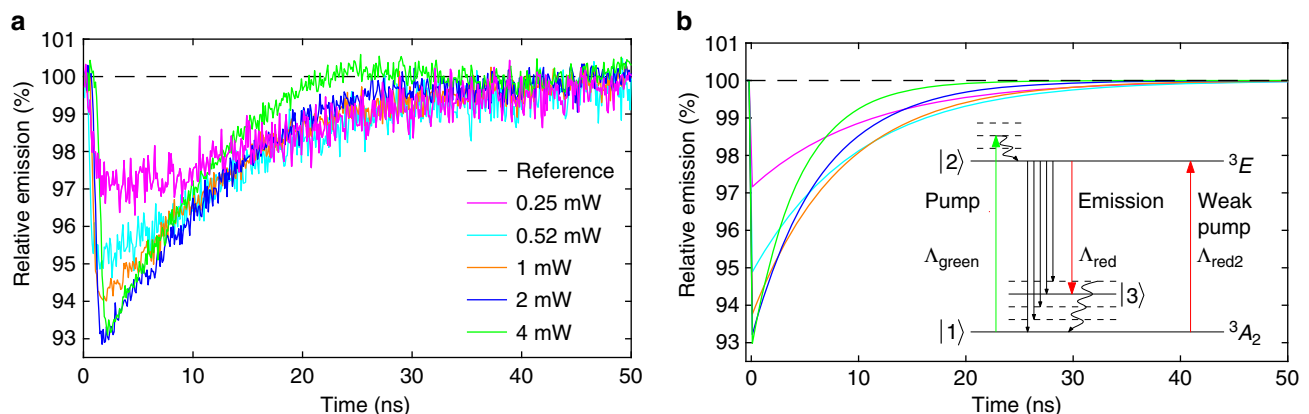 a
Relative emission (%)
101
100
99
98
97
96
95
94
93
0 10 20 30 40 50
Time (ns)
Reference
0.25 mW
0.52 mW
1 mW
2 mW
4 mW
b
Relative emission (%)
101
100
99
98
97
96
95
94
93
0 10 20 30 40 50
Time (ns)
|2⟩ ³E
Pump Emission Weak
pump
Λgreen Λred Λred2
|3⟩
|1⟩ ³A₂